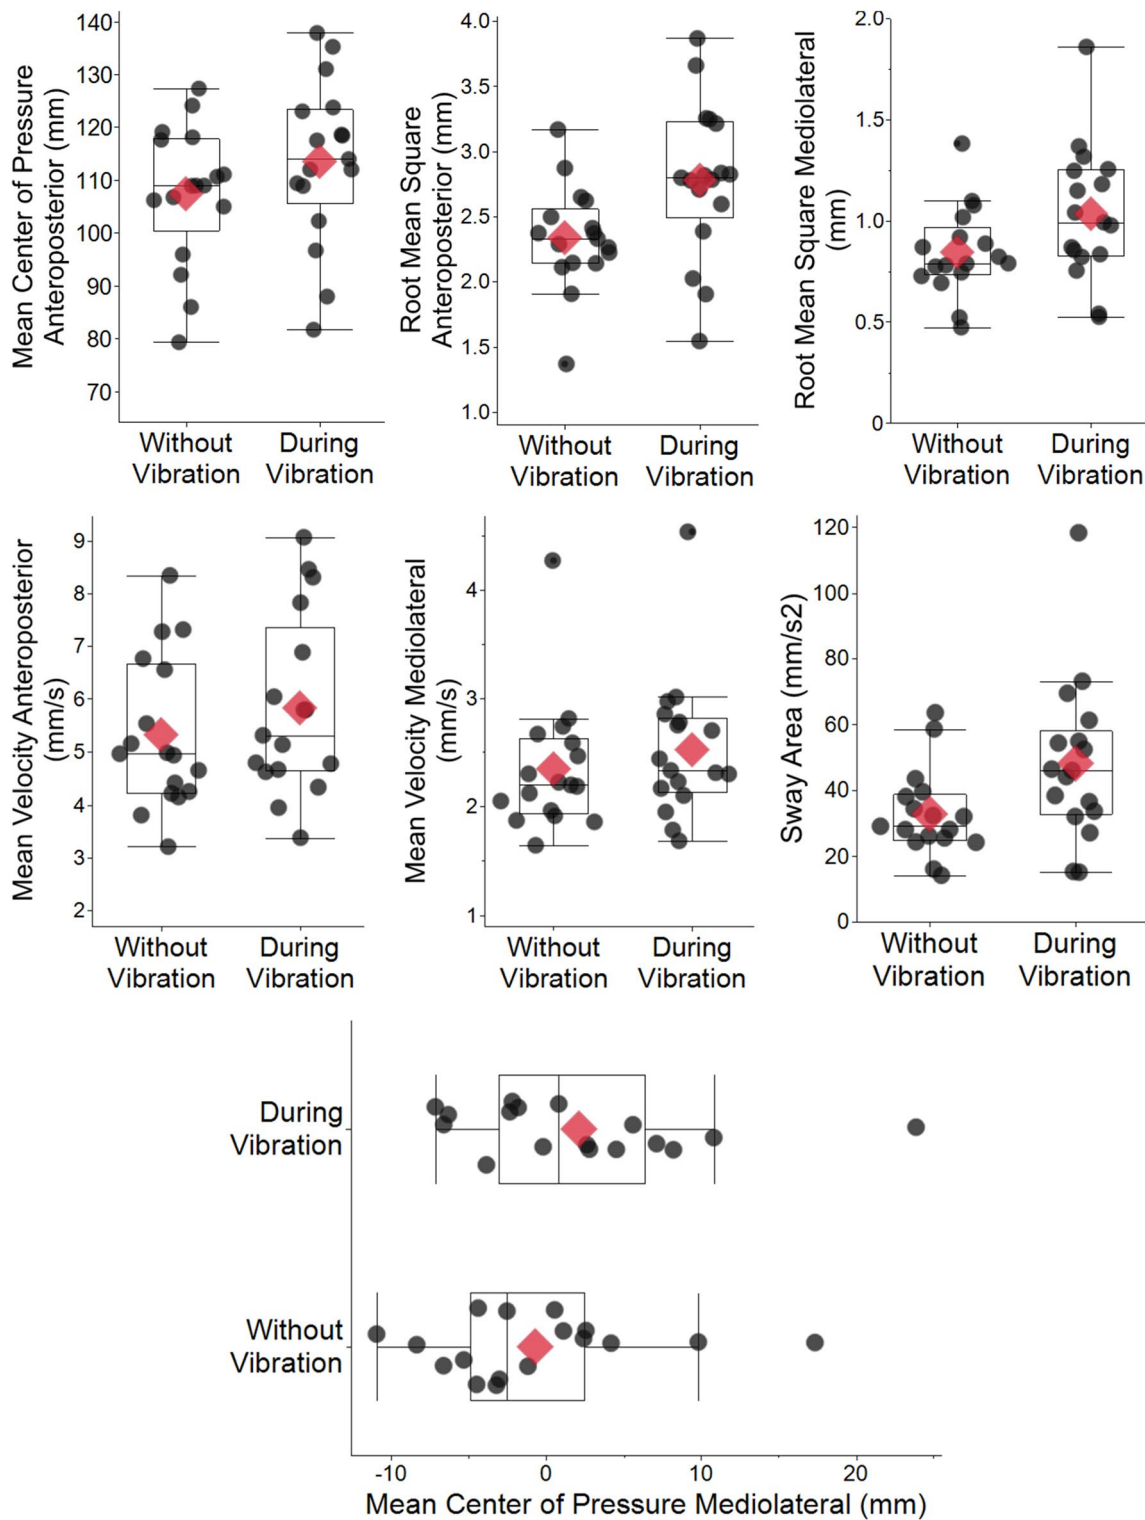 Mean Center of Pressure
Anteroposterior (mm)
140
130
120
110
100
90
80
70
Without
Vibration
During
Vibration
Root Mean Square
Anteroposterior (mm)
4.0
3.5
3.0
2.5
2.0
1.5
1.0
Without
Vibration
During
Vibration
Root Mean Square Mediolateral
(mm)
2.0
1.5
1.0
0.5
0
Without
Vibration
During
Vibration
Mean Velocity Anteroposterior
(mm/s)
9
8
7
6
5
4
3
2
Without
Vibration
During
Vibration
Mean Velocity Mediolateral
(mm/s)
4
3
2
1
Without
Vibration
During
Vibration
Sway Area (mm/s2)
120
100
80
60
40
20
0
Without
Vibration
During
Vibration
During
Vibration
Without
Vibration
-10 0 10 20
Mean Center of Pressure Mediolateral (mm)